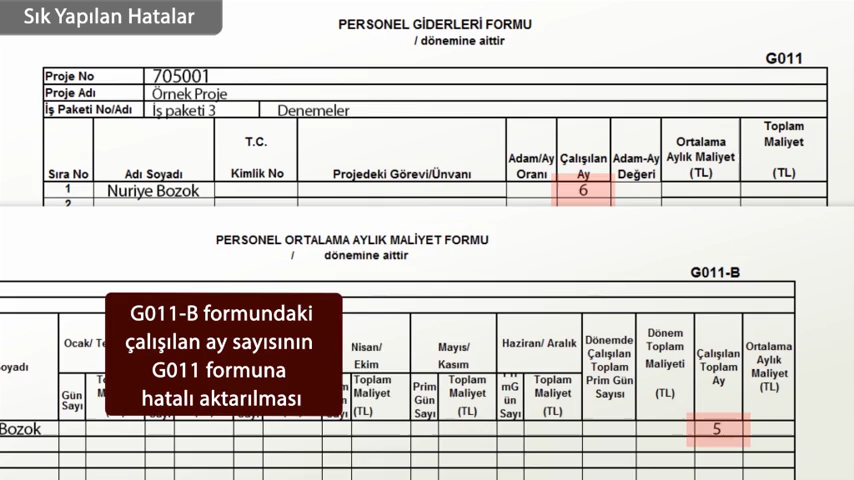 Sık Yapılan Hatalar
PERSONEL GİDERLERİ FORMU
/ dönemine aittir
G011
Proje No 705001
Proje Adı Örnek Proje
İş Paketi No/Adı İş paketi 3 Denemeler
Sıra No
Adı Soyadı
T.C.
Kimlik No
Projedeki Görevi/Ünvanı
Adam/Ay
Oranı
Çalışılan
Ay
Adam-Ay
Değeri
Ortalama
Aylık Maliyet
(TL)
Toplam
Maliyet
(TL)
1 Nuriye Bozok 6
2
PERSONEL ORTALAMA AYLIK MALİYET FORMU
/ dönemine aittir
G011-B
G011-B formundaki
çalışılan ay sayısının
G011 formuna
hatalı aktarılması
oyadı
Ocak/
Gün
Sayı
Nisan/
Ekim
Toplam
Maliyet
(TL)
Mayıs/
Kasım
Prim
Gün
Sayı
Toplam
Maliyet
(TL)
Haziran/ Aralık
ün
Sayı
Toplam
Maliyet
(TL)
Dönemde
Çalışılan
Toplam
Prim Gün
Sayısı
Dönem
Toplam
Maliyeti
(TL)
Çalışılan
Toplam
Ay
Ortalama
Aylık
Maliyet
(TL)
Bozok 5